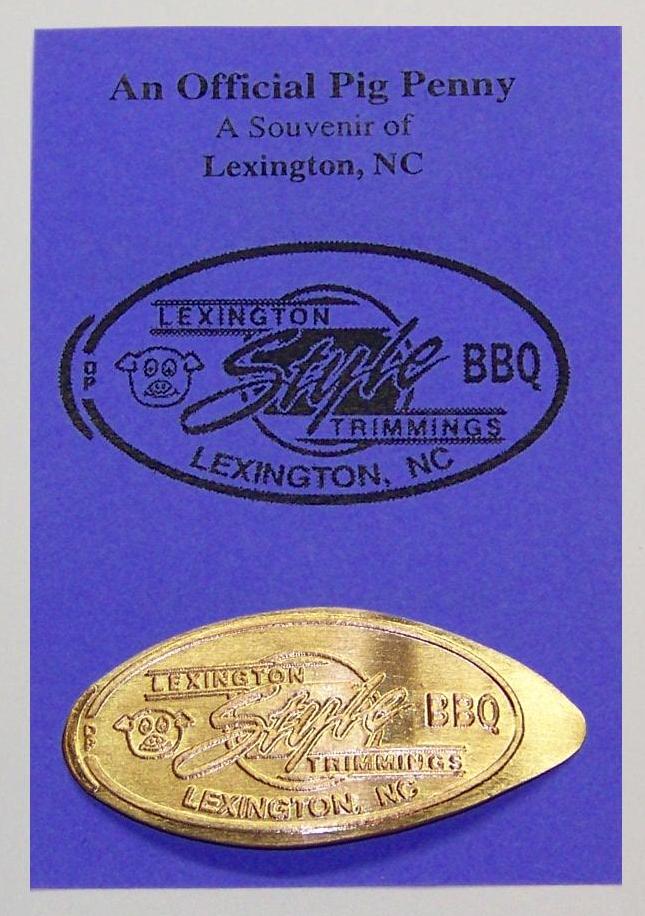 An Official Pig Penny
A Souvenir of
Lexington, NC
LEXINGTON
Style
BBQ
TRIMMINGS
LEXINGTON, NC
LEXINGTON
Style
BBQ
TRIMMINGS
LEXINGTON, NC